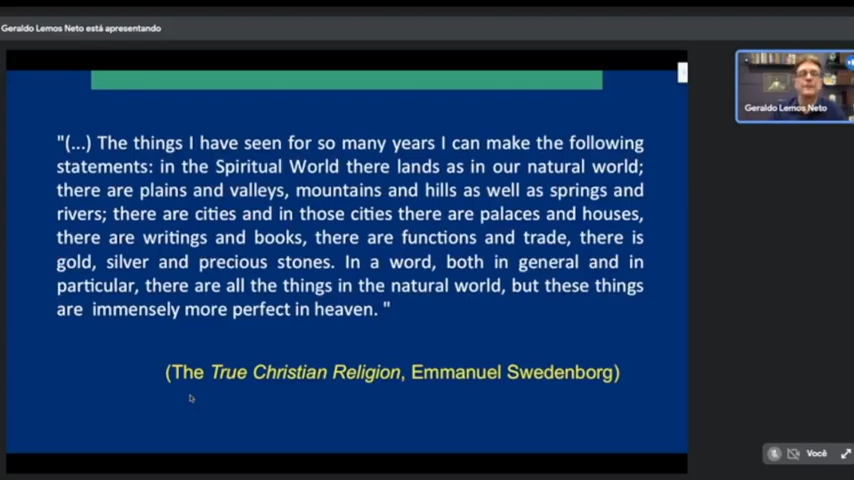 Geraldo Lemos Neto está apresentando
"(...) The things I have seen for so many years I can make the following
statements: in the Spiritual World there lands as in our natural world;
there are plains and valleys, mountains and hills as well as springs and
rivers; there are cities and in those cities there are palaces and houses,
there are writings and books, there are functions and trade, there is
gold, silver and precious stones. In a word, both in general and in
particular, there are all the things in the natural world, but these things
are immensely more perfect in heaven. "
(The True Christian Religion, Emmanuel Swedenborg)
Geraldo Lemos Neto
Você